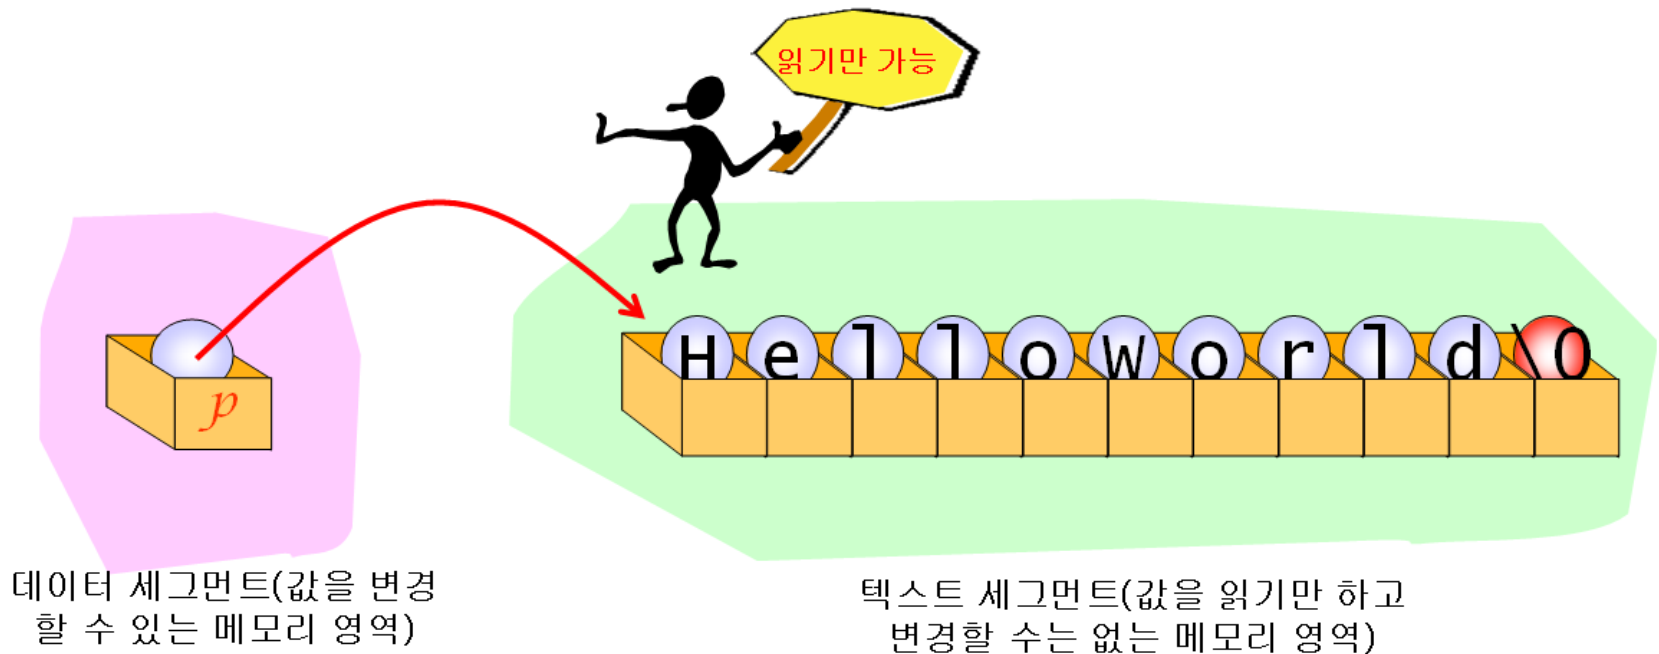 읽기만 가능
p
HelloWorld\0
데이터 세그먼트(값을 변경
할 수 있는 메모리 영역)
텍스트 세그먼트(값을 읽기만 하고
변경할 수는 없는 메모리 영역)